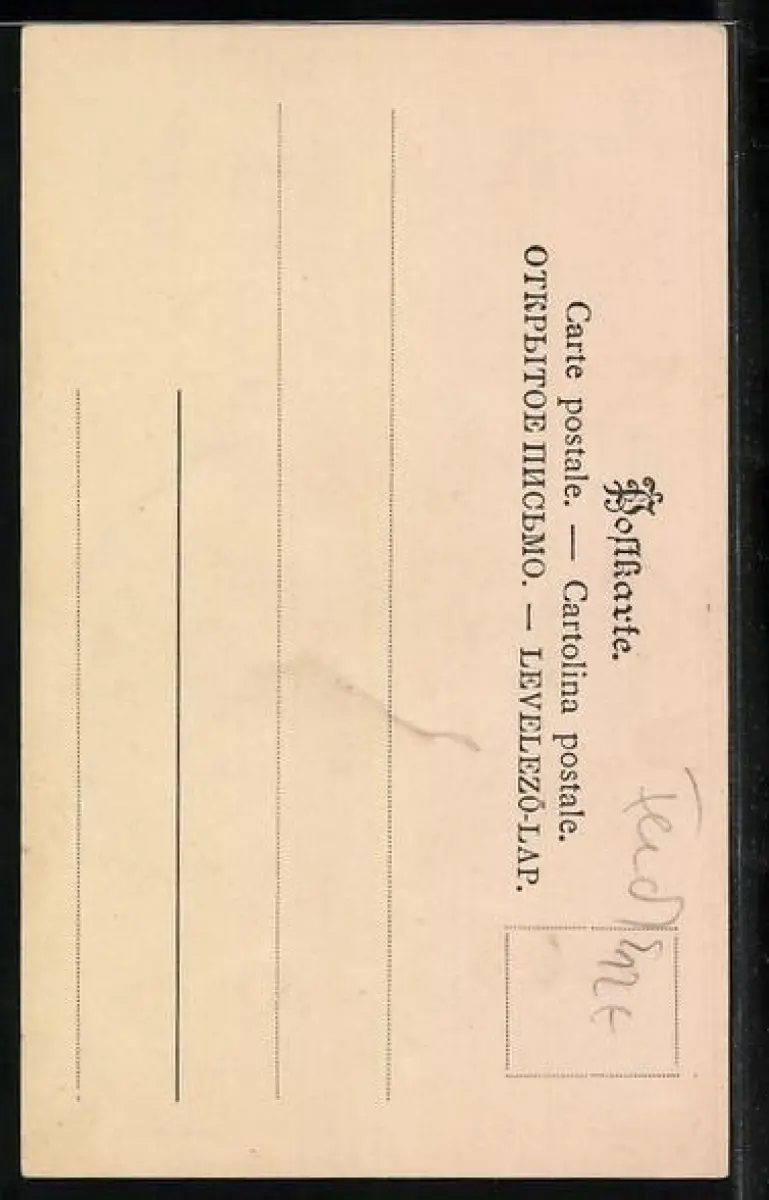 Postkarte.
Carte postale. — Cartolina postale.
ОТКРЫТОЕ ПИСЬМО. — LEVELEZŐ-LAP.